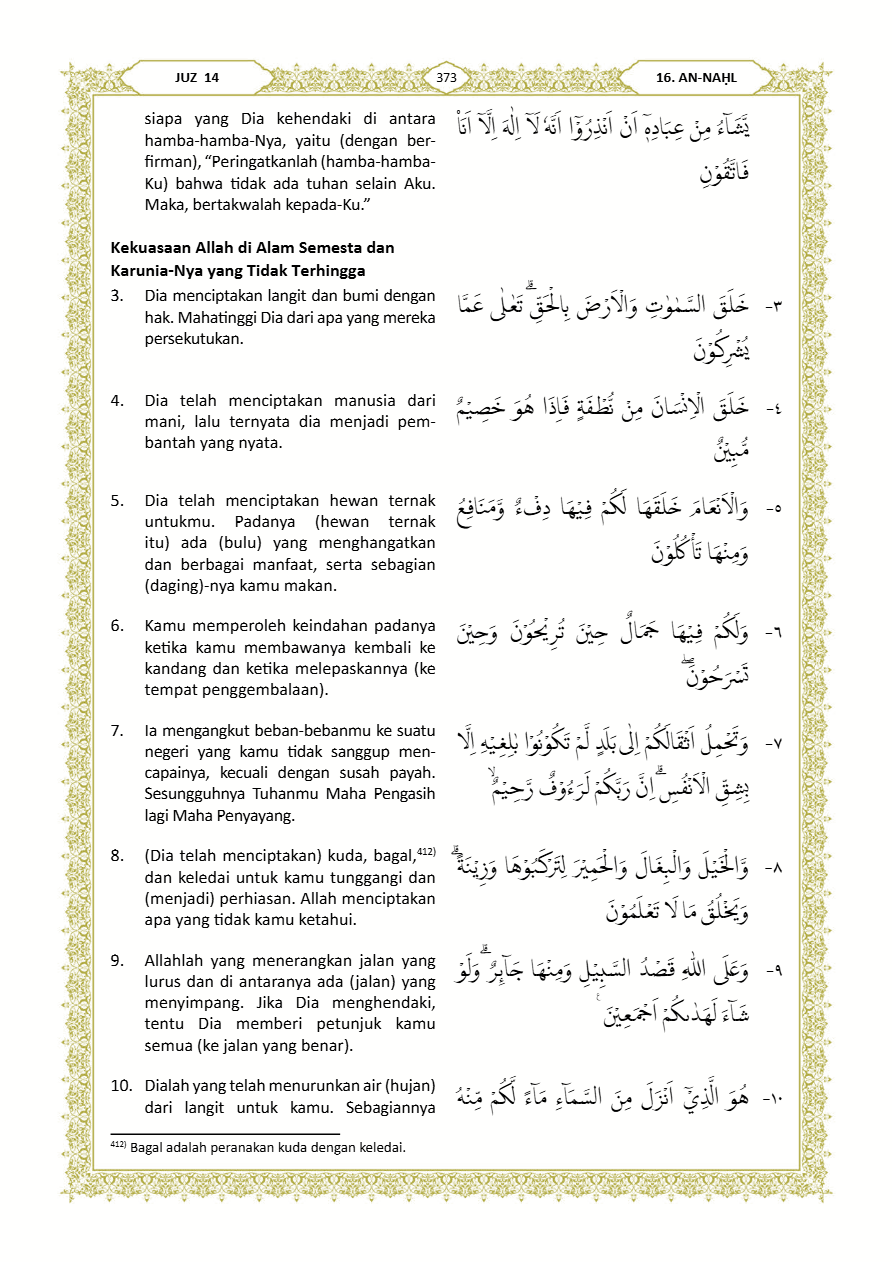 JUZ 14
373
16. AN-NAḤL
siapa yang Dia kehendaki di antara
hamba-hamba-Nya, yaitu (dengan ber-
firman), “Peringatkanlah (hamba-hamba-
Ku) bahwa tidak ada tuhan selain Aku.
Maka, bertakwalah kepada-Ku.”
يَّشَاۤءُ مِنْ عِبَادِهٖٓ اَنْ اَنْذِرُوْٓا اَنَّهٗ لَآ اِلٰهَ اِلَّآ اَنَا۠
فَاتَّقُوْنِ
Kekuasaan Allah di Alam Semesta dan
Karunia-Nya yang Tidak Terhingga
3. Dia menciptakan langit dan bumi dengan
hak. Mahatinggi Dia dari apa yang mereka
persekutukan.
٣- خَلَقَ السَّمٰوٰتِ وَالْاَرْضَ بِالْحَقِّۗ تَعٰلٰى عَمَّا
يُشْرِكُوْنَ
4. Dia telah menciptakan manusia dari
mani, lalu ternyata dia menjadi pem-
bantah yang nyata.
٤- خَلَقَ الْاِنْسَانَ مِنْ نُّطْفَةٍ فَاِذَا هُوَ خَصِيْمٌ
مُّبِيْنٌ
5. Dia telah menciptakan hewan ternak
untukmu. Padanya (hewan ternak
itu) ada (bulu) yang menghangatkan
dan berbagai manfaat, serta sebagian
(daging)-nya kamu makan.
٥- وَالْاَنْعَامَ خَلَقَهَا لَكُمْ فِيْهَا دِفْءٌ وَّمَنَافِعُ
وَمِنْهَا تَأْكُلُوْنَ
6. Kamu memperoleh keindahan padanya
ketika kamu membawanya kembali ke
kandang dan ketika melepaskannya (ke
tempat penggembalaan).
٦- وَلَكُمْ فِيْهَا جَمَالٌ حِيْنَ تُرِيْحُوْنَ وَحِيْنَ
تَسْرَحُوْنَۖ
7. Ia mengangkut beban-bebanmu ke suatu
negeri yang kamu tidak sanggup men-
capainya, kecuali dengan susah payah.
Sesungguhnya Tuhanmu Maha Pengasih
lagi Maha Penyayang.
٧- وَتَحْمِلُ اَثْقَالَكُمْ اِلٰى بَلَدٍ لَّمْ تَكُوْنُوْا بٰلِغِيْهِ اِلَّا
بِشِقِّ الْاَنْفُسِۗ اِنَّ رَبَّكُمْ لَرَءُوْفٌ رَّحِيْمٌۙ
8. (Dia telah menciptakan) kuda, bagal,412)
dan keledai untuk kamu tunggangi dan
(menjadi) perhiasan. Allah menciptakan
apa yang tidak kamu ketahui.
٨- وَّالْخَيْلَ وَالْبِغَالَ وَالْحَمِيْرَ لِتَرْكَبُوْهَا وَزِيْنَةًۗ
وَيَخْلُقُ مَا لَا تَعْلَمُوْنَ
9. Allahlah yang menerangkan jalan yang
lurus dan di antaranya ada (jalan) yang
menyimpang. Jika Dia menghendaki,
tentu Dia memberi petunjuk kamu
semua (ke jalan yang benar).
٩- وَعَلَى اللّٰهِ قَصْدُ السَّبِيْلِ وَمِنْهَا جَاۤىِٕرٌۗ وَلَوْ
شَاۤءَ لَهَدٰىكُمْ اَجْمَعِيْنَ ࣖ
10. Dialah yang telah menurunkan air (hujan)
dari langit untuk kamu. Sebagiannya
١٠- هُوَ الَّذِيْٓ اَنْزَلَ مِنَ السَّمَاۤءِ مَاۤءً لَّكُمْ مِّنْهُ
412) Bagal adalah peranakan kuda dengan keledai.